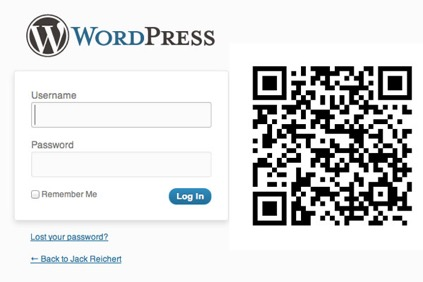 WORDPRESS
Username
Password
Remember Me
Log In
Lost your password?
← Back to Jack Reichert